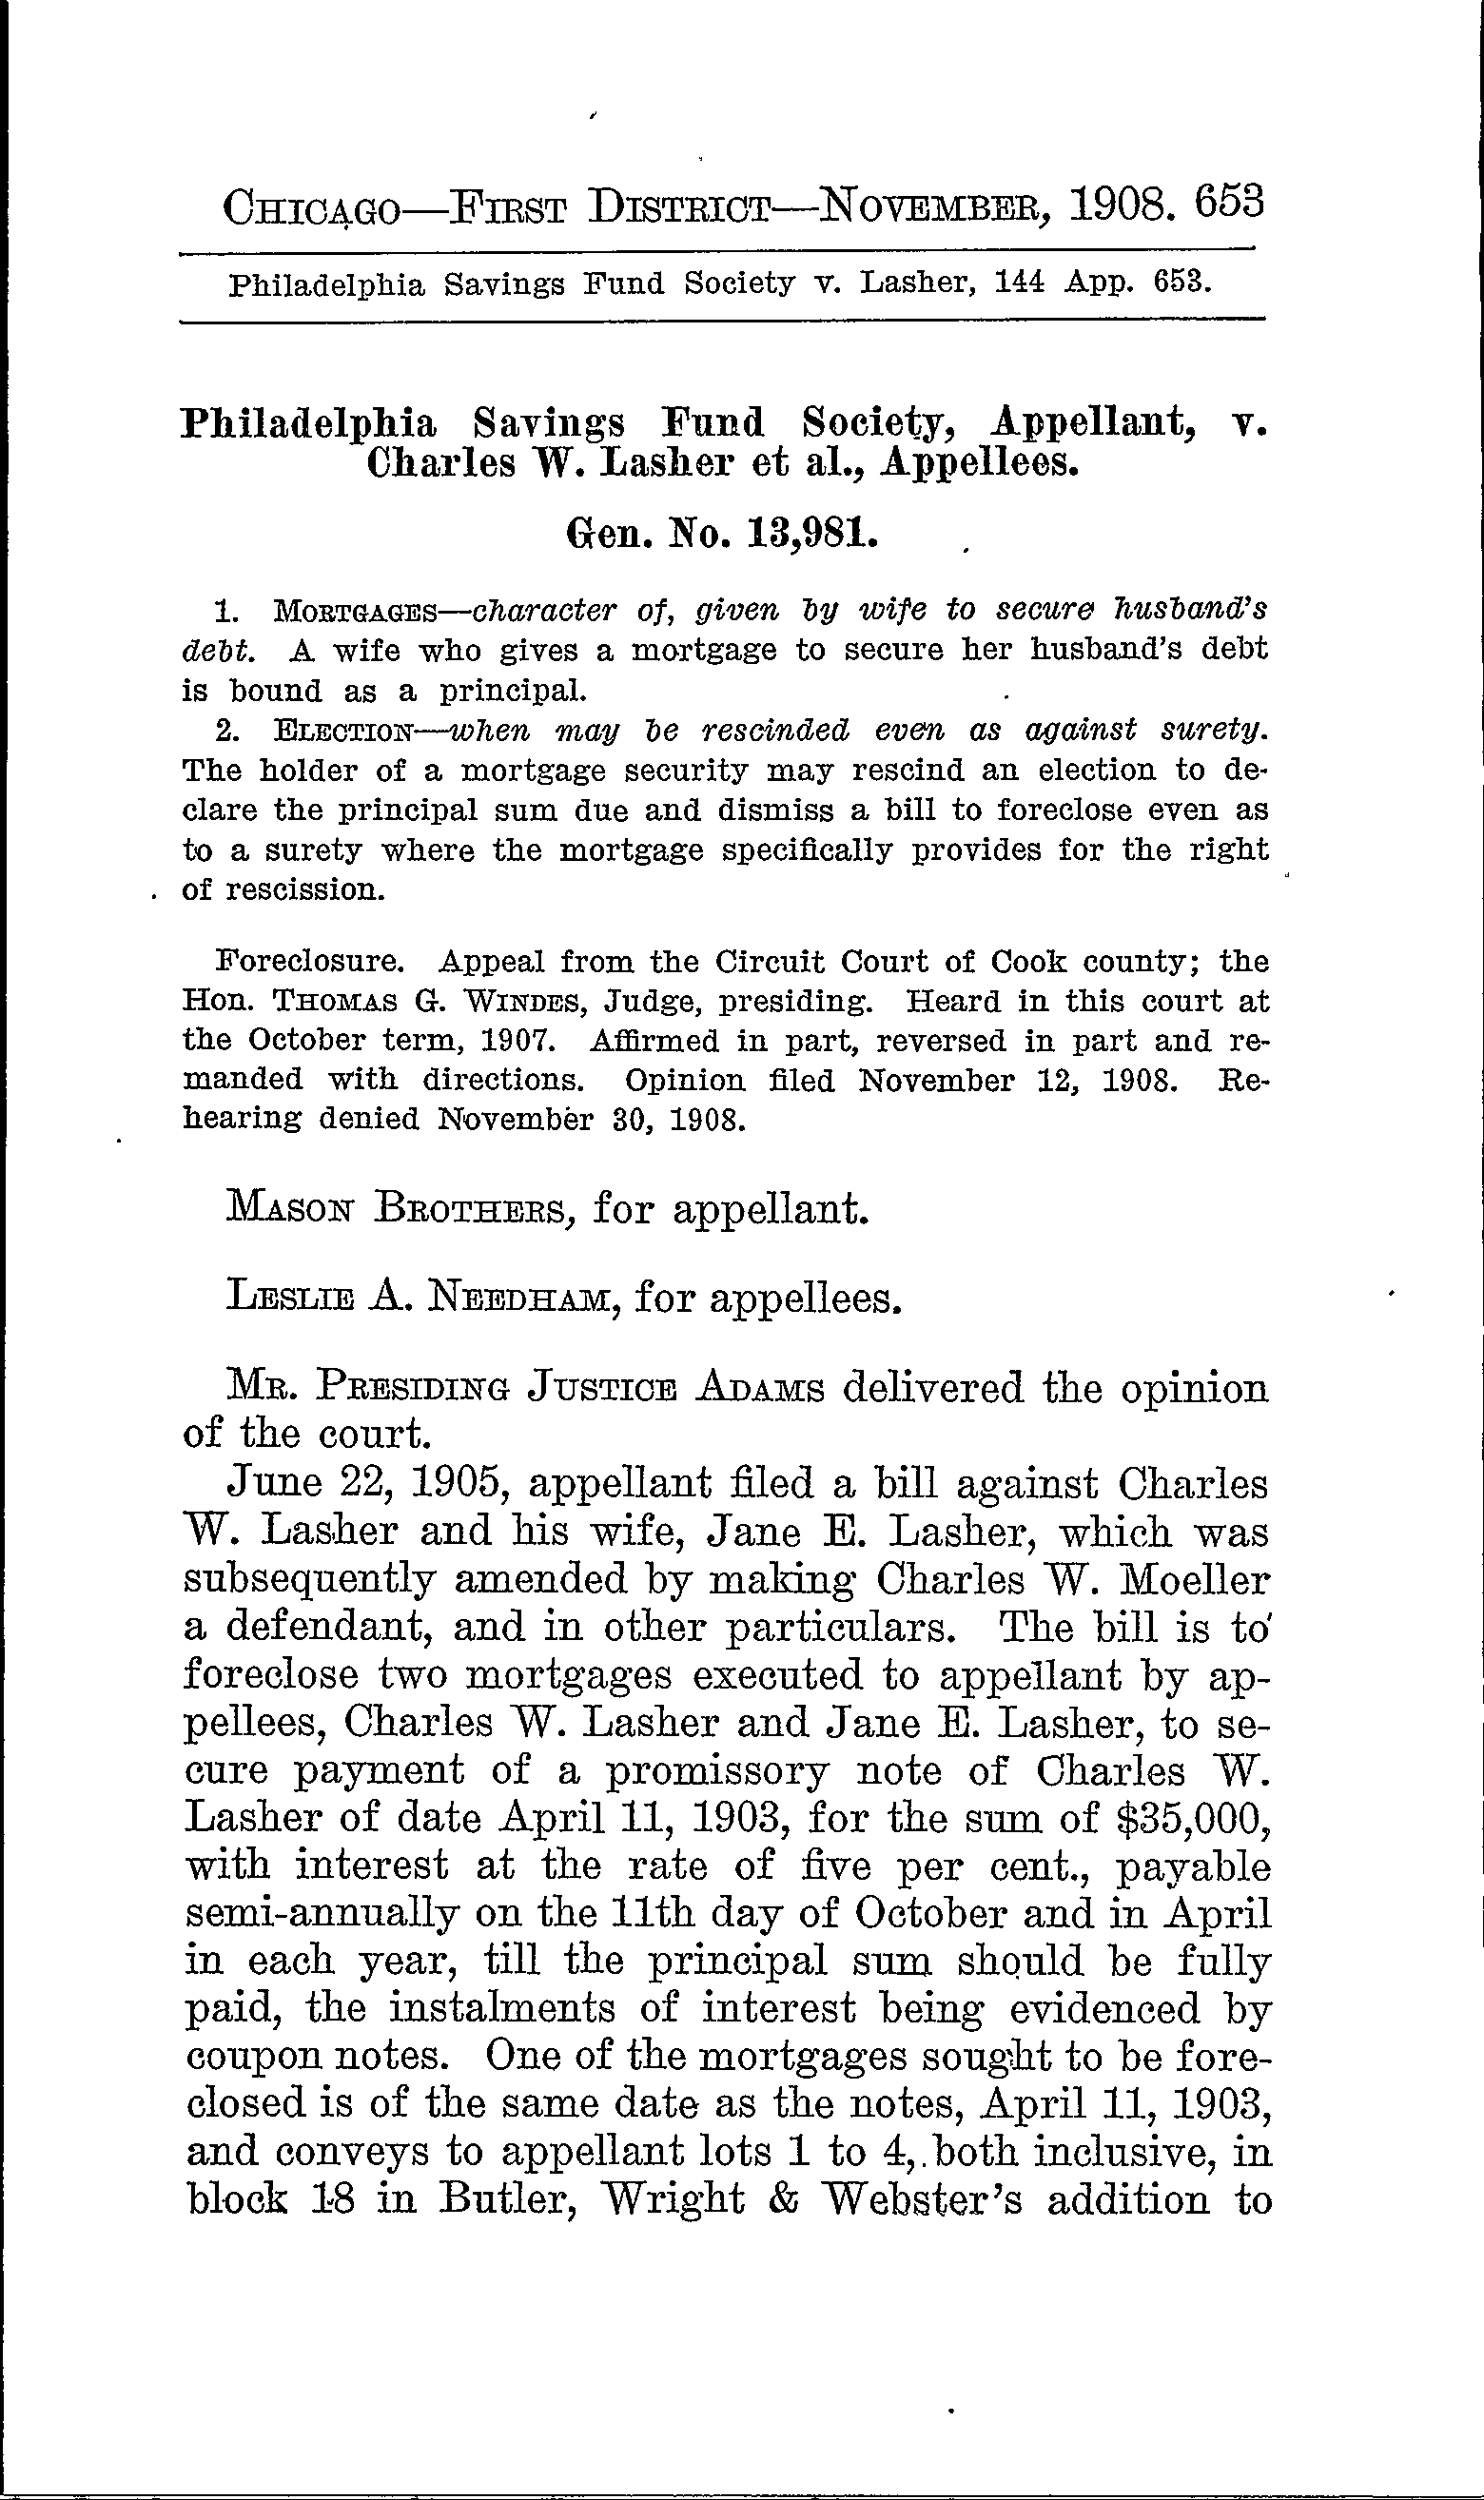 CHICAGO—FIRST DISTRICT—NOVEMBER, 1908. 653
Philadelphia Savings Fund Society v. Lasher, 144 App. 653.
Philadelphia Savings Fund Society, Appellant, v.
Charles W. Lasher et al., Appellees.
Gen. No. 13,981.
1. MORTGAGES—character of, given by wife to secure husband's
debt. A wife who gives a mortgage to secure her husband's debt
is bound as a principal.
2. ELECTION—when may be rescinded even as against surety.
The holder of a mortgage security may rescind an election to de-
clare the principal sum due and dismiss a bill to foreclose even as
to a surety where the mortgage specifically provides for the right
of rescission.
Foreclosure. Appeal from the Circuit Court of Cook county; the
Hon. THOMAS G. WINDES, Judge, presiding. Heard in this court at
the October term, 1907. Affirmed in part, reversed in part and re-
manded with directions. Opinion filed November 12, 1908. Re-
hearing denied November 30, 1908.
MASON BROTHERS, for appellant.
LESLIE A. NEEDHAM, for appellees.
MR. PRESIDING JUSTICE ADAMS delivered the opinion
of the court.
June 22, 1905, appellant filed a bill against Charles
W. Lasher and his wife, Jane E. Lasher, which was
subsequently amended by making Charles W. Moeller
a defendant, and in other particulars. The bill is to
foreclose two mortgages executed to appellant by ap-
pellees, Charles W. Lasher and Jane E. Lasher, to se-
cure payment of a promissory note of Charles W.
Lasher of date April 11, 1903, for the sum of $35,000,
with interest at the rate of five per cent., payable
semi-annually on the 11th day of October and in April
in each year, till the principal sum should be fully
paid, the instalments of interest being evidenced by
coupon notes. One of the mortgages sought to be fore-
closed is of the same date as the notes, April 11, 1903,
and conveys to appellant lots 1 to 4, both inclusive, in
block 18 in Butler, Wright & Webster's addition to